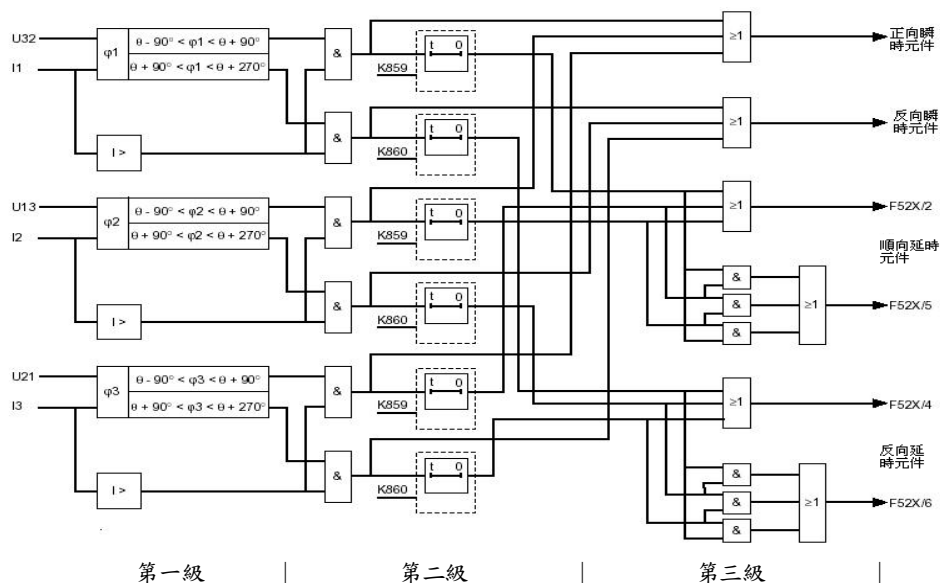 U32
I1
φ1
θ - 90° < φ1 < θ + 90°
θ + 90° < φ1 < θ + 270°
I >
&
&
t 0
K859
t 0
K860
≥1
正向瞬
時元件
≥1
反向瞬
時元件
U13
I2
φ2
θ - 90° < φ2 < θ + 90°
θ + 90° < φ2 < θ + 270°
I >
&
&
t 0
K859
t 0
K860
≥1
F52X/2
順向延時
元件
&
&
&
≥1
F52X/5
U21
I3
φ3
θ - 90° < φ3 < θ + 90°
θ + 90° < φ3 < θ + 270°
I >
&
&
t 0
K859
t 0
K860
≥1
F52X/4
反向延
時元件
&
&
&
≥1
F52X/6
第一級 | 第二級 | 第三級 |